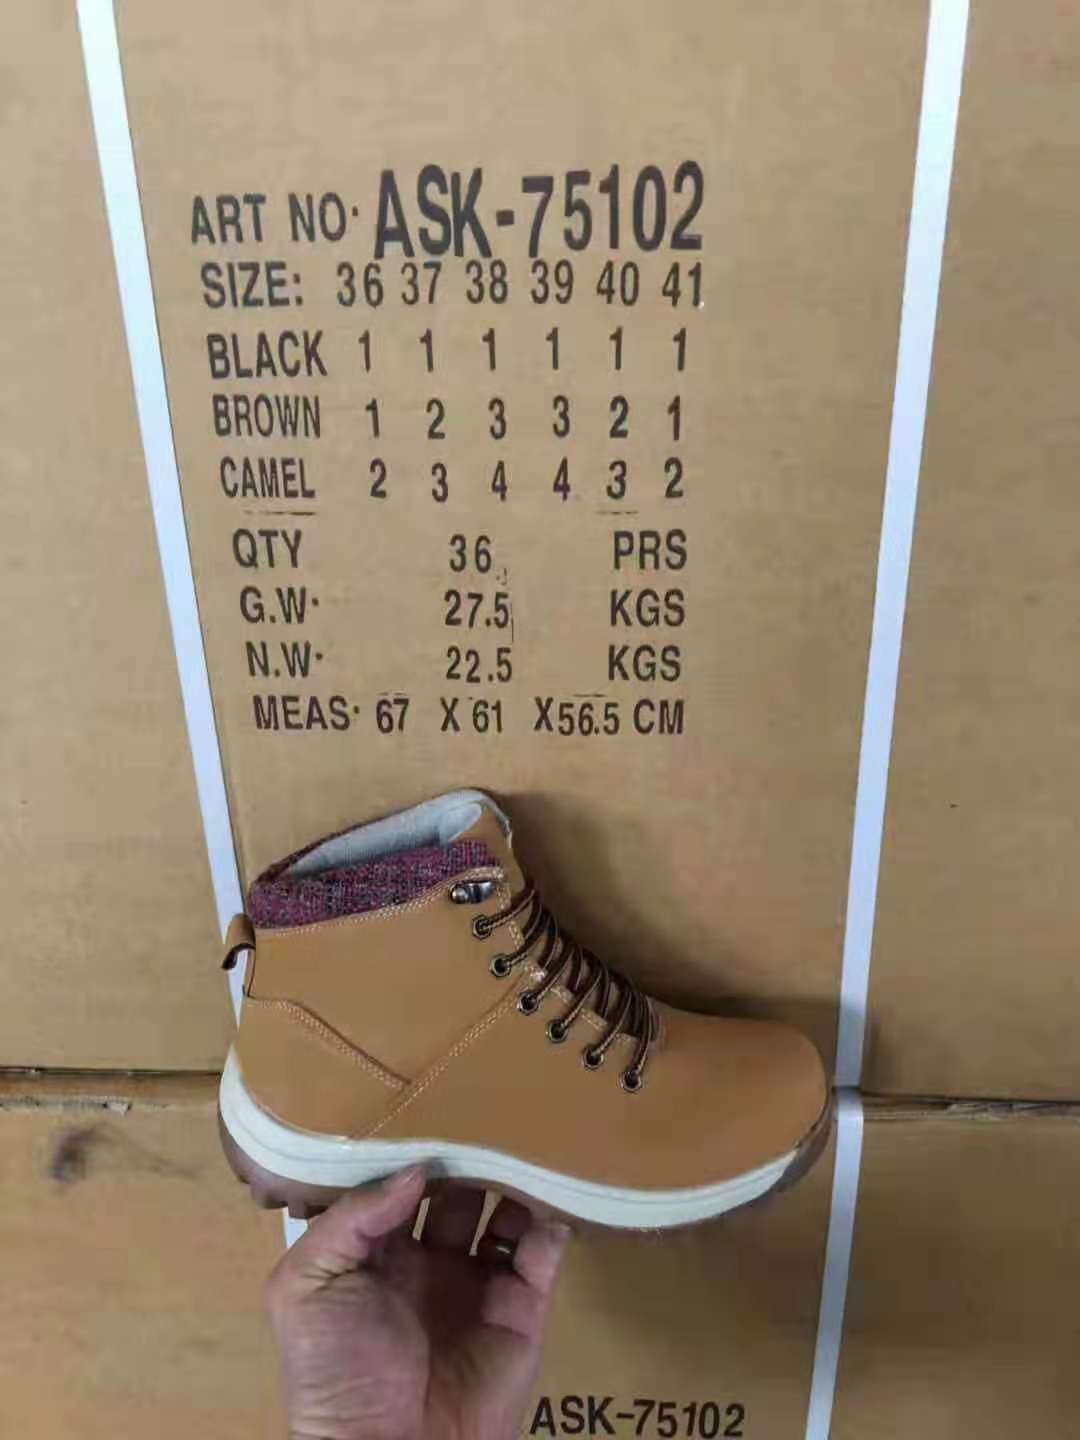 ART NO· ASK-75102
SIZE: 36 37 38 39 40 41
BLACK 1 1 1 1 1 1
BROWN 1 2 3 3 2 1
CAMEL 2 3 4 4 3 2
QTY 36 PRS
G.W· 27.5 KGS
N.W· 22.5 KGS
MEAS· 67 X 61 X 56.5 CM
ASK-75102